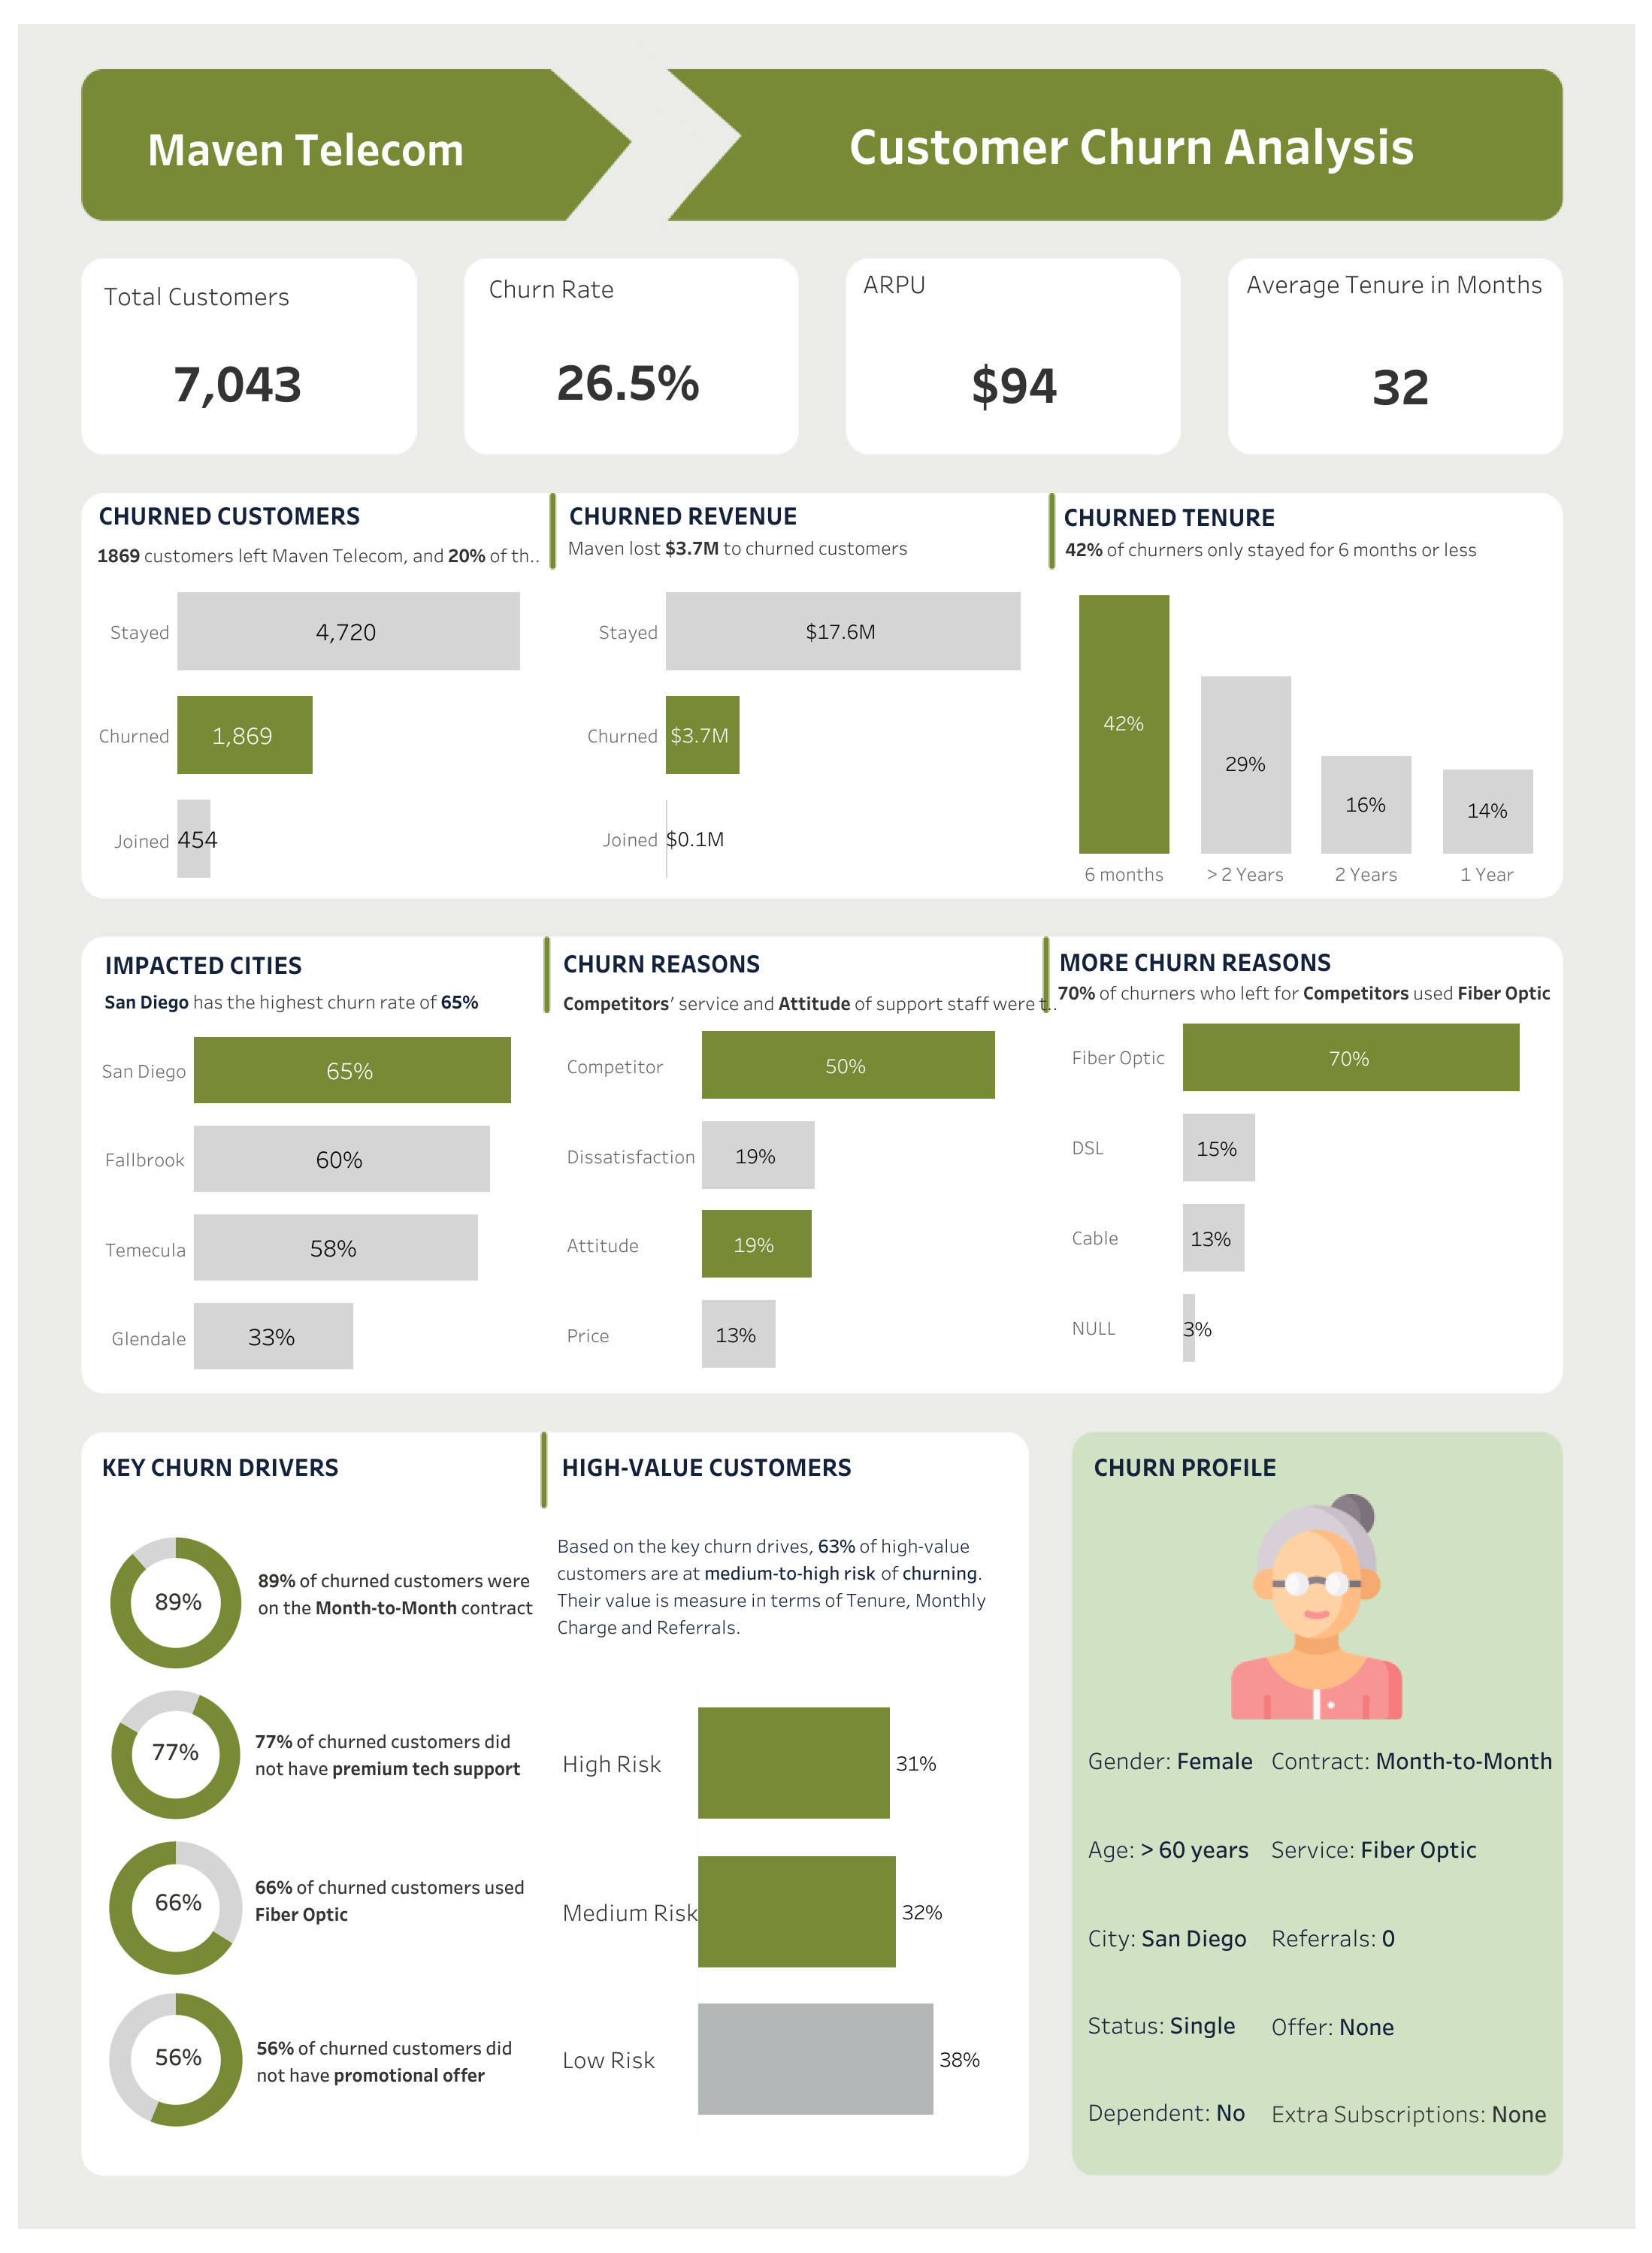 Maven Telecom
Customer Churn Analysis
Total Customers
7,043
Churn Rate
26.5%
ARPU
$94
Average Tenure in Months
32
CHURNED CUSTOMERS
1869 customers left Maven Telecom, and 20% of th..
Stayed
4,720
Churned
1,869
Joined
454
CHURNED REVENUE
Maven lost $3.7M to churned customers
Stayed
$17.6M
Churned
$3.7M
Joined
$0.1M
CHURNED TENURE
42% of churners only stayed for 6 months or less
42%
29%
16%
14%
6 months
> 2 Years
2 Years
1 Year
IMPACTED CITIES
San Diego has the highest churn rate of 65%
San Diego
65%
Fallbrook
60%
Temecula
58%
Glendale
33%
CHURN REASONS
Competitors' service and Attitude of support staff were t..
Competitor
50%
Dissatisfaction
19%
Attitude
19%
Price
13%
MORE CHURN REASONS
70% of churners who left for Competitors used Fiber Optic
Fiber Optic
70%
DSL
15%
Cable
13%
NULL
3%
KEY CHURN DRIVERS
89%
89% of churned customers were
on the Month-to-Month contract
77%
77% of churned customers did
not have premium tech support
66%
66% of churned customers used
Fiber Optic
56%
56% of churned customers did
not have promotional offer
HIGH-VALUE CUSTOMERS
Based on the key churn drives, 63% of high-value
customers are at medium-to-high risk of churning.
Their value is measure in terms of Tenure, Monthly
Charge and Referrals.
High Risk
31%
Medium Risk
32%
Low Risk
38%
CHURN PROFILE
Gender: Female
Contract: Month-to-Month
Age: > 60 years
Service: Fiber Optic
City: San Diego
Referrals: 0
Status: Single
Offer: None
Dependent: No
Extra Subscriptions: None